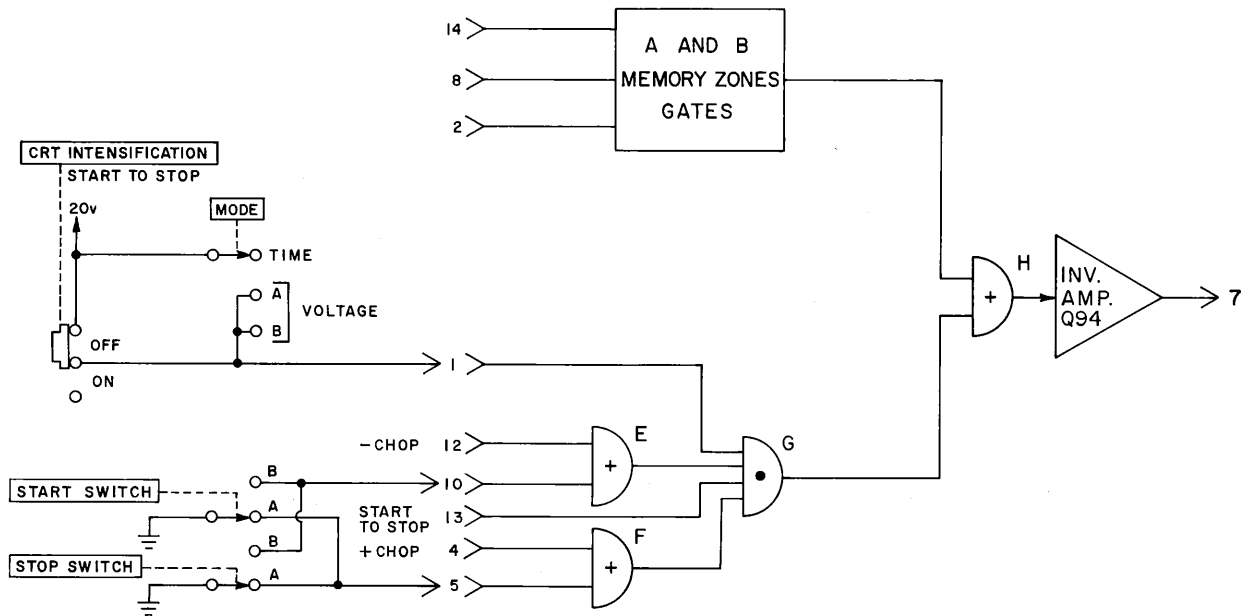 14
8
2
A AND B
MEMORY ZONES
GATES
CRT INTENSIFICATION
START TO STOP
20v
MODE
TIME
A
B
VOLTAGE
OFF
ON
1
H
+
INV.
AMP.
Q94
7
-CHOP 12
E
+
G
•
B
10
START SWITCH
A
START
TO STOP
13
B
+CHOP 4
F
+
STOP SWITCH
A
5